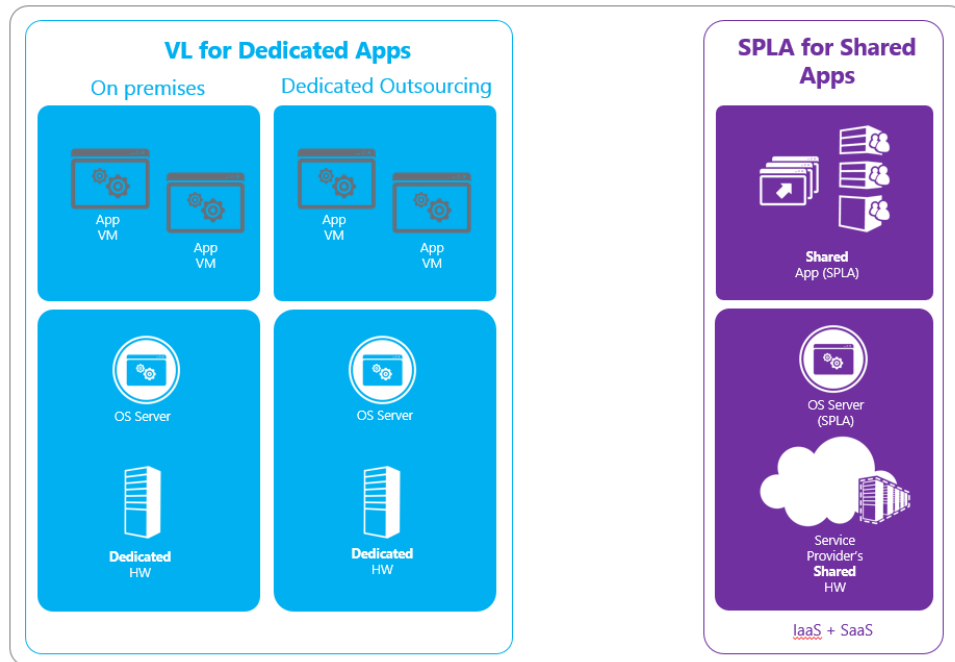 VL for Dedicated Apps
On premises
Dedicated Outsourcing
App
VM
App
VM
App
VM
App
VM
OS Server
OS Server
Dedicated
HW
Dedicated
HW
SPLA for Shared
Apps
Shared
App (SPLA)
OS Server
(SPLA)
Service
Provider's
Shared
HW
IaaS + SaaS